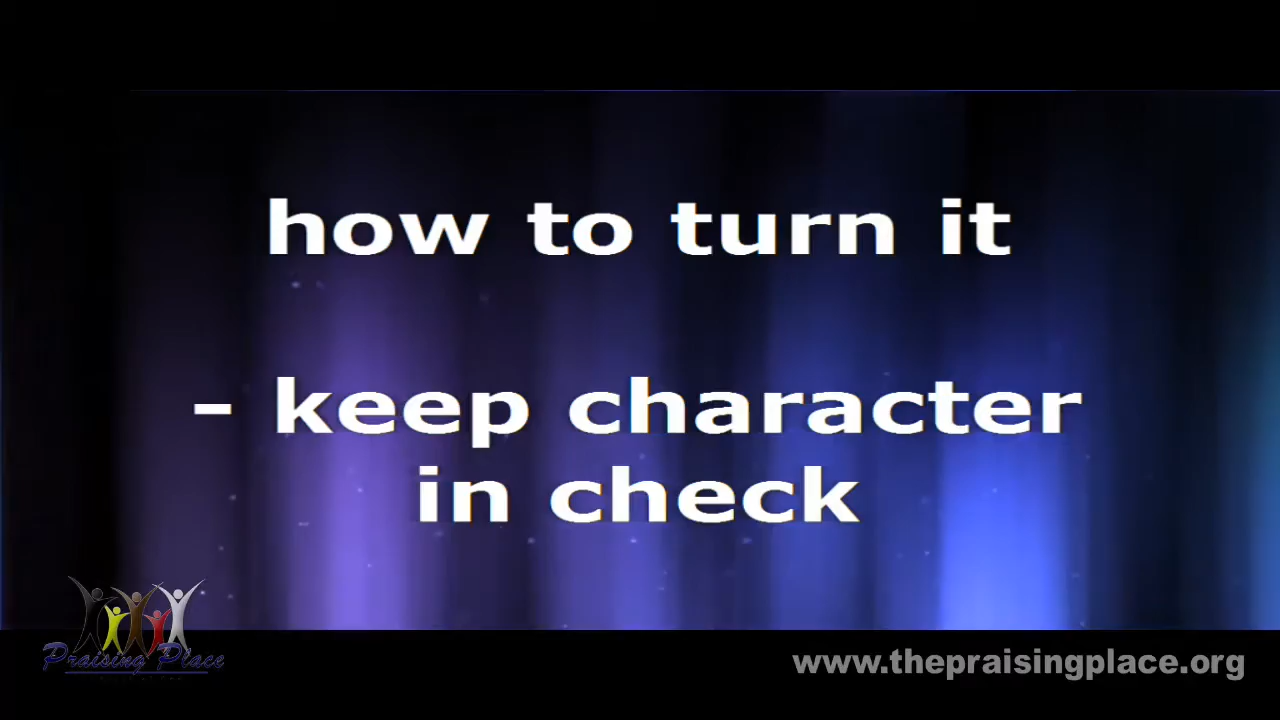 how to turn it
- keep character
in check
Praising Place
www.thepraisingplace.org